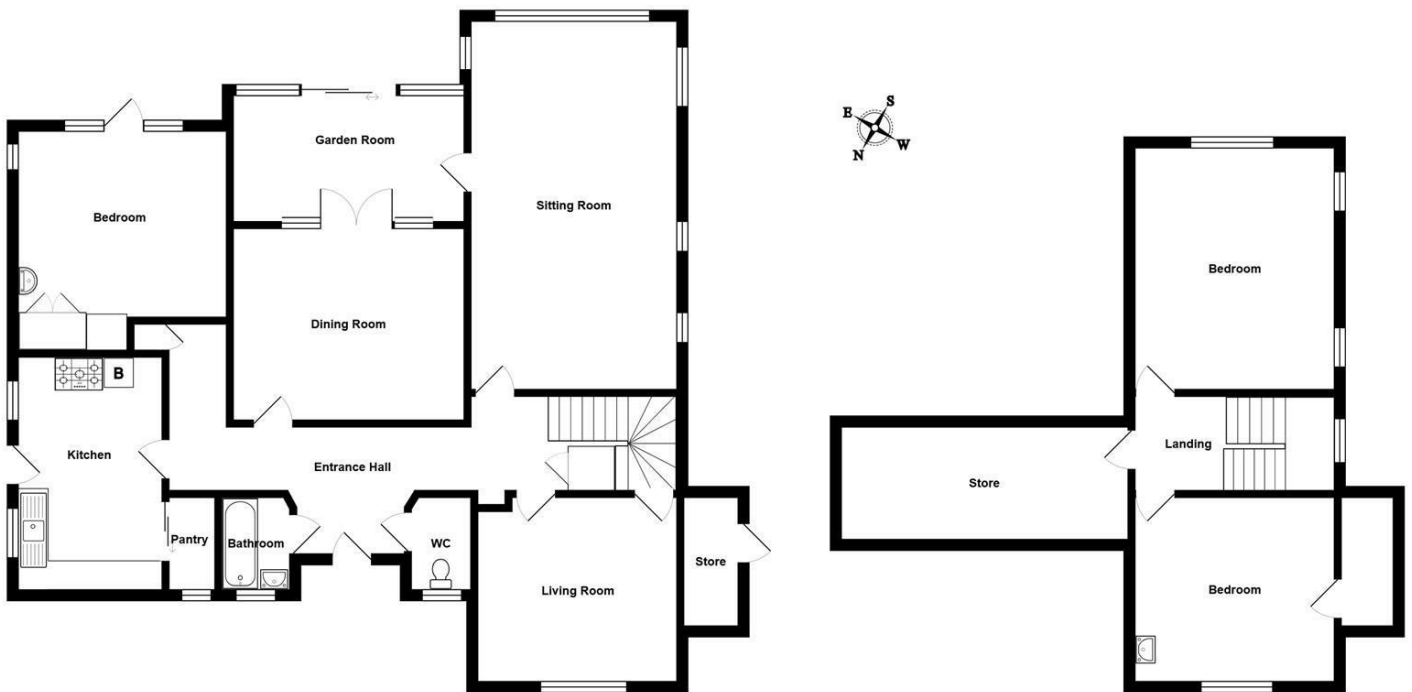 Garden Room
Bedroom
Sitting Room
Dining Room
B
Kitchen
Entrance Hall
Pantry
Bathroom
WC
Living Room
Store
S
E
W
N
Bedroom
Landing
Store
Bedroom